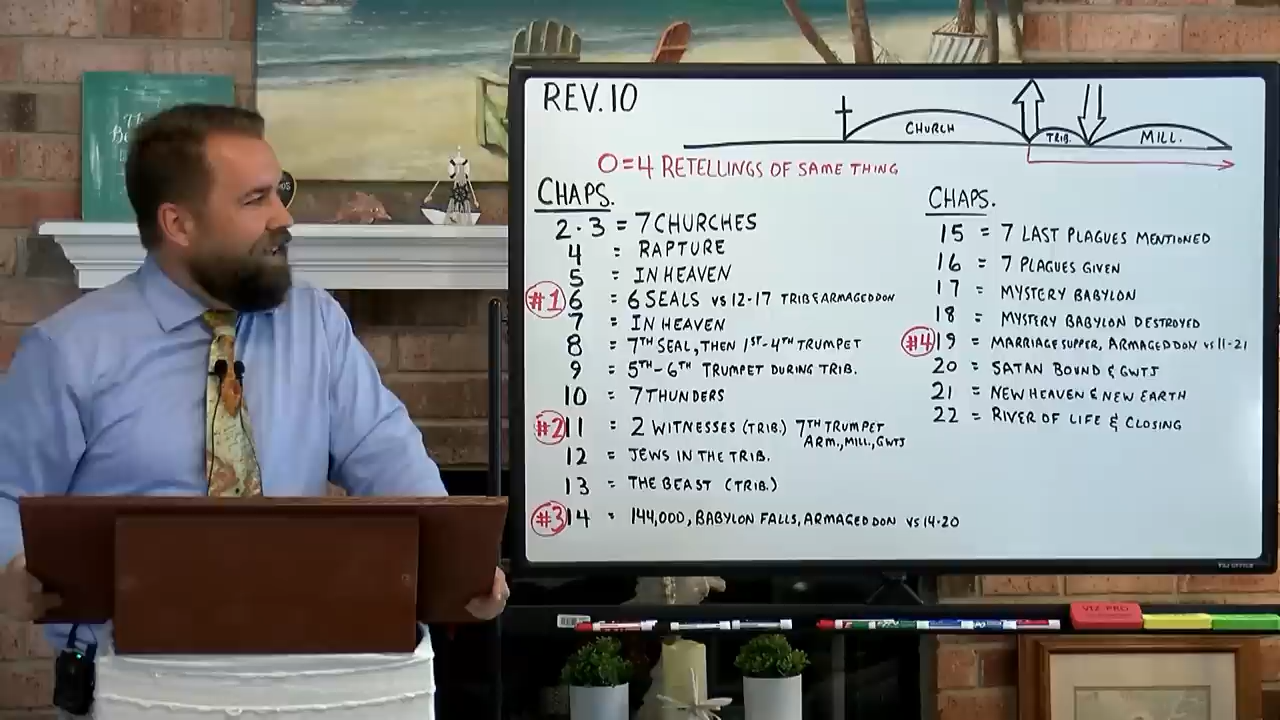 REV.10
CHURCH
TRIB.
MILL.
O=4 RETELLINGS OF SAME THING
CHAPS.
2·3 = 7 CHURCHES
4 = RAPTURE
5 = IN HEAVEN
#1 6 = 6 SEALS VS 12-17 TRIB & ARMAGEDDON
7 = IN HEAVEN
8 = 7TH SEAL, THEN 1ST-4TH TRUMPET
9 = 5TH-6TH TRUMPET DURING TRIB.
10 = 7 THUNDERS
#2 11 = 2 WITNESSES (TRIB.) 7TH TRUMPET
ARM., MILL, GWTJ
12 = JEWS IN THE TRIB.
13 = THE BEAST (TRIB.)
#3 14 = 144,000, BABYLON FALLS, ARMAGEDDON VS 14-20
CHAPS.
15 = 7 LAST PLAGUES MENTIONED
16 = 7 PLAGUES GIVEN
17 = MYSTERY BABYLON
18 = MYSTERY BABYLON DESTROYED
#4 19 = MARRIAGE SUPPER, ARMAGEDDON VS 11-21
20 = SATAN BOUND & GWTJ
21 = NEW HEAVEN & NEW EARTH
22 = RIVER OF LIFE & CLOSING
VIZ-PRO